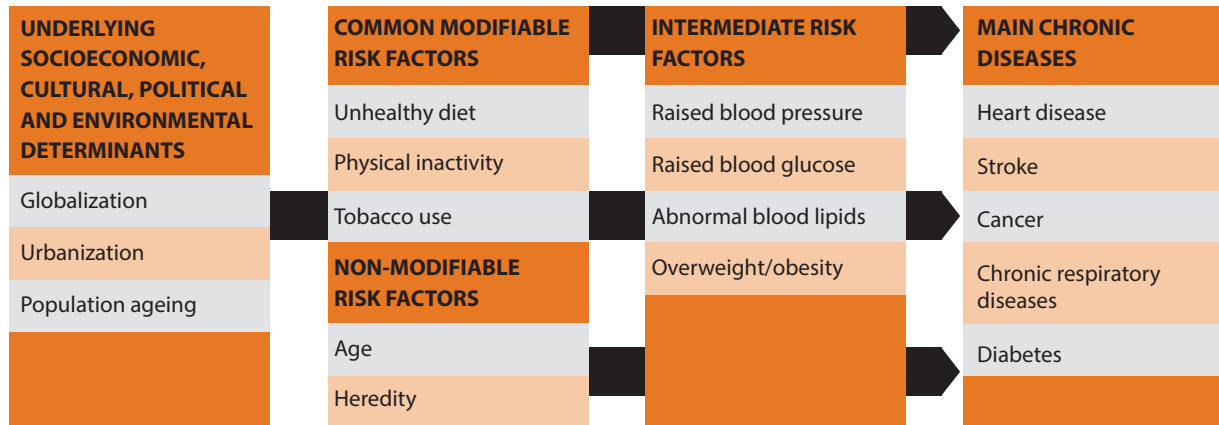 UNDERLYING
SOCIOECONOMIC,
CULTURAL, POLITICAL
AND ENVIRONMENTAL
DETERMINANTS
Globalization
Urbanization
Population ageing
COMMON MODIFIABLE
RISK FACTORS
Unhealthy diet
Physical inactivity
Tobacco use
NON-MODIFIABLE
RISK FACTORS
Age
Heredity
INTERMEDIATE RISK
FACTORS
Raised blood pressure
Raised blood glucose
Abnormal blood lipids
Overweight/obesity
MAIN CHRONIC
DISEASES
Heart disease
Stroke
Cancer
Chronic respiratory
diseases
Diabetes